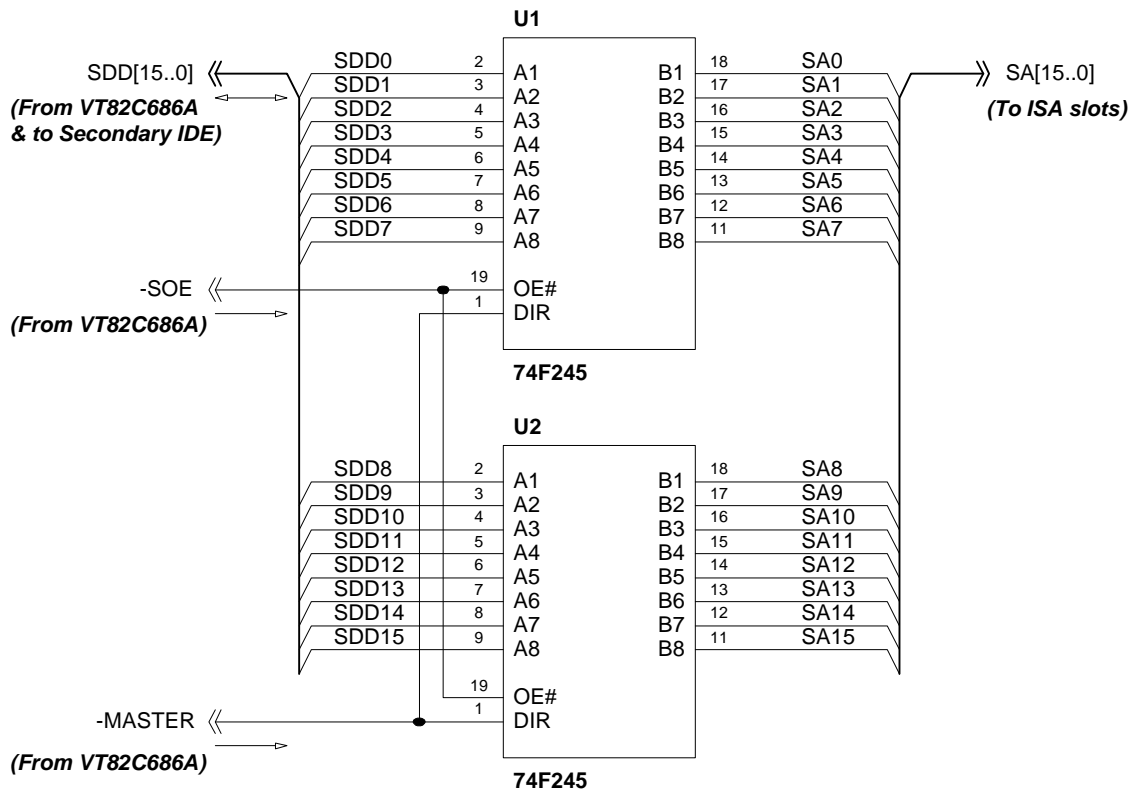 U1
SDD[15..0]
(From VT82C686A
& to Secondary IDE)
SA[15..0]
(To ISA slots)
SDD0 2 A1 B1 18 SA0
SDD1 3 A2 B2 17 SA1
SDD2 4 A3 B3 16 SA2
SDD3 5 A4 B4 15 SA3
SDD4 6 A5 B5 14 SA4
SDD5 7 A6 B6 13 SA5
SDD6 8 A7 B7 12 SA6
SDD7 9 A8 B8 11 SA7
-SOE 19 OE#
(From VT82C686A) 1 DIR
74F245
U2
SDD8 2 A1 B1 18 SA8
SDD9 3 A2 B2 17 SA9
SDD10 4 A3 B3 16 SA10
SDD11 5 A4 B4 15 SA11
SDD12 6 A5 B5 14 SA12
SDD13 7 A6 B6 13 SA13
SDD14 8 A7 B7 12 SA14
SDD15 9 A8 B8 11 SA15
19 OE#
-MASTER 1 DIR
(From VT82C686A)
74F245